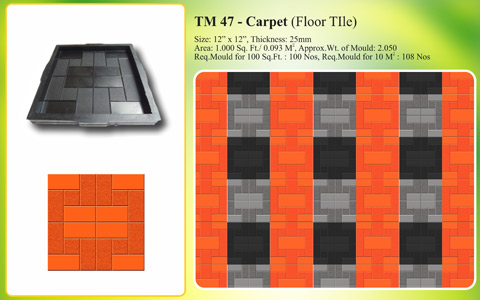 TM 47 - Carpet (Floor TIle)
Size: 12" x 12", Thickness: 25mm
Area: 1.000 Sq. Ft./ 0.093 M², Approx.Wt. of Mould: 2.050
Req.Mould for 100 Sq.Ft. : 100 Nos, Req.Mould for 10 M² : 108 Nos